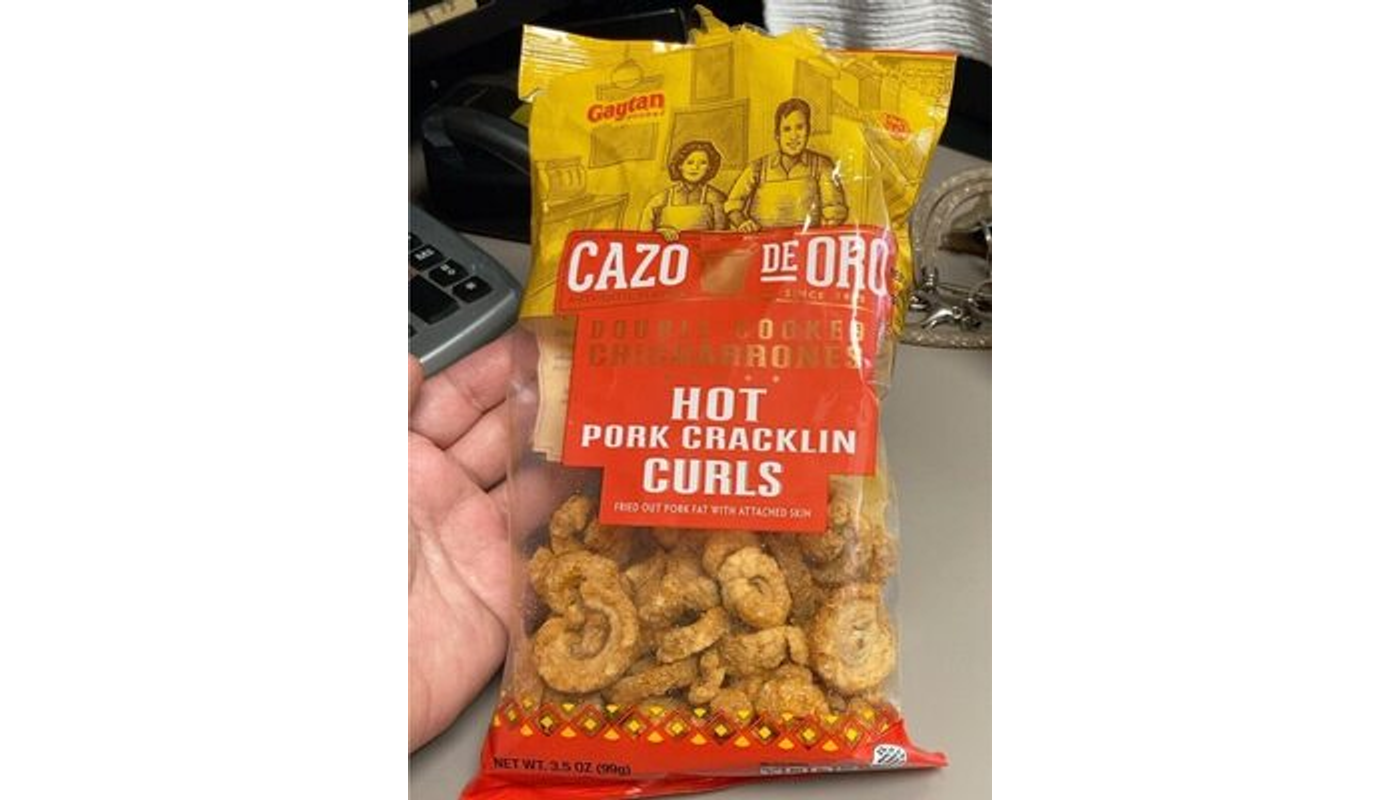 Gaytan
CAZO DE ORO
SINCE
DOUBLE COOKED
CHICHARRONES
HOT
PORK CRACKLIN
CURLS
FRIED OUT PORK FAT WITH ATTACHED SKIN
NET WT. 3.5 OZ (99g)